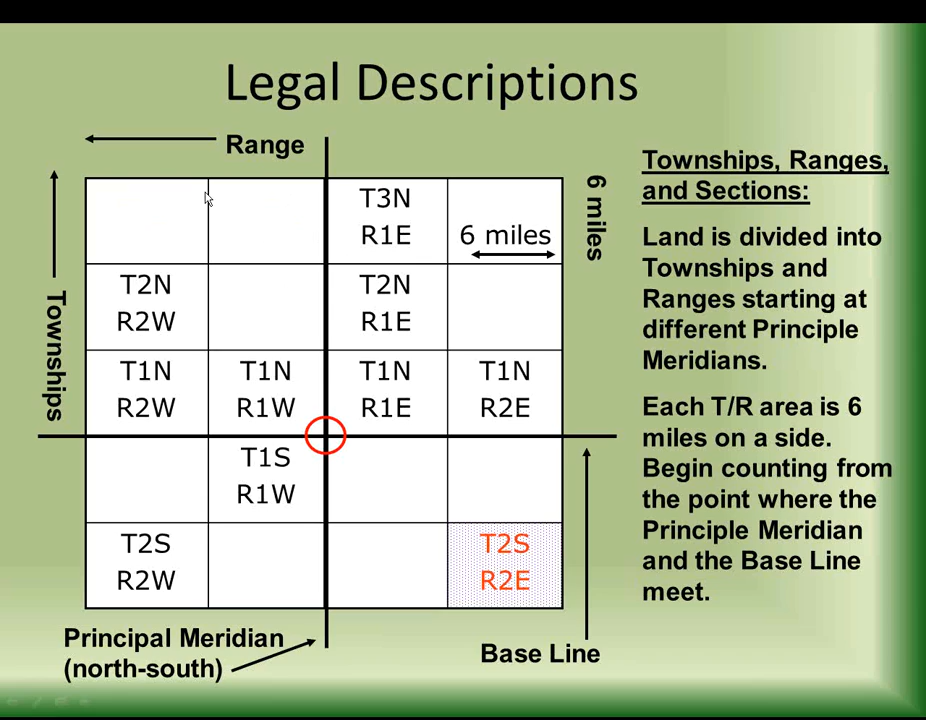 Legal Descriptions
Range
Townships
6 miles
T3N
R1E
6 miles
T2N
R2W
T2N
R1E
T1N
R2W
T1N
R1W
T1N
R1E
T1N
R2E
T1S
R1W
T2S
R2W
T2S
R2E
Principal Meridian
(north-south)
Base Line
Townships, Ranges,
and Sections:
Land is divided into
Townships and
Ranges starting at
different Principle
Meridians.
Each T/R area is 6
miles on a side.
Begin counting from
the point where the
Principle Meridian
and the Base Line
meet.